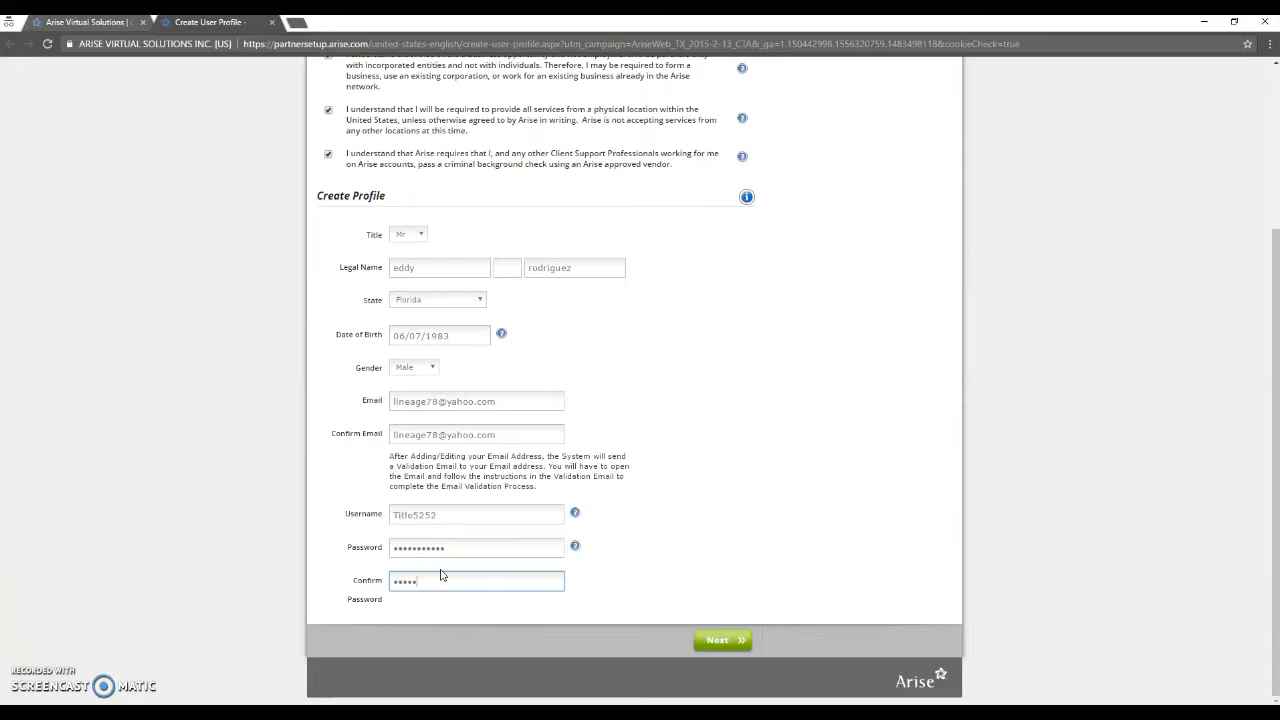 Arise Virtual Solutions | C
Create User Profile -
ARISE VIRTUAL SOLUTIONS INC. [US]
https://partnersetup.arise.com/united-states-english/create-user-profile.aspx?utm_campaign=AriseWeb_TX_2015-2-13_CTA&_ga=1.150442998.1556320759.1483498118&cookieCheck=true
with incorporated entities and not with individuals. Therefore, I may be required to form a
business, use an existing corporation, or work for an existing business already in the Arise
network.
I understand that I will be required to provide all services from a physical location within the
United States, unless otherwise agreed to by Arise in writing. Arise is not accepting services from
any other locations at this time.
I understand that Arise requires that I, and any other Client Support Professionals working for me
on Arise accounts, pass a criminal background check using an Arise approved vendor.
Create Profile
Title Mr
Legal Name eddy rodriguez
State Florida
Date of Birth 06/07/1983
Gender Male
Email lineage78@yahoo.com
Confirm Email lineage78@yahoo.com
After Adding/Editing your Email Address, the System will send
a Validation Email to your Email address. You will have to open
the Email and follow the instructions in the Validation Email to
complete the Email Validation Process.
Username Title5252
Password •••••••••••
Confirm •••••
Password
Next
Arise
RECORDED WITH
SCREENCAST MATIC